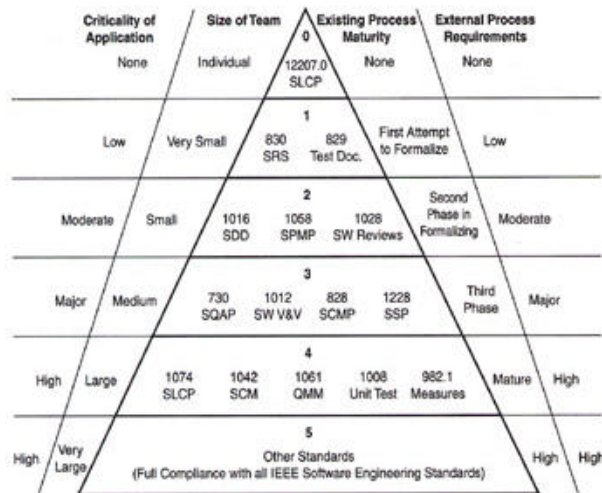 Criticality of Application
Size of Team
Existing Process Maturity
External Process Requirements
0
None
Individual
12207.0
SLCP
None
None
1
Low
Very Small
830 829
SRS Test Doc.
First Attempt to Formalize
Low
2
Moderate
Small
1016 1058 1028
SDD SPMP SW Reviews
Second Phase in Formalizing
Moderate
3
Major
Medium
730 1012 828 1228
SQAP SW V&V SCMP SSP
Third Phase
Major
4
High
Large
1074 1042 1061 1008 982.1
SLCP SCM QMM Unit Test Measures
Mature
High
5
High
Very Large
Other Standards
(Full Compliance with all IEEE Software Engineering Standards)
High
High